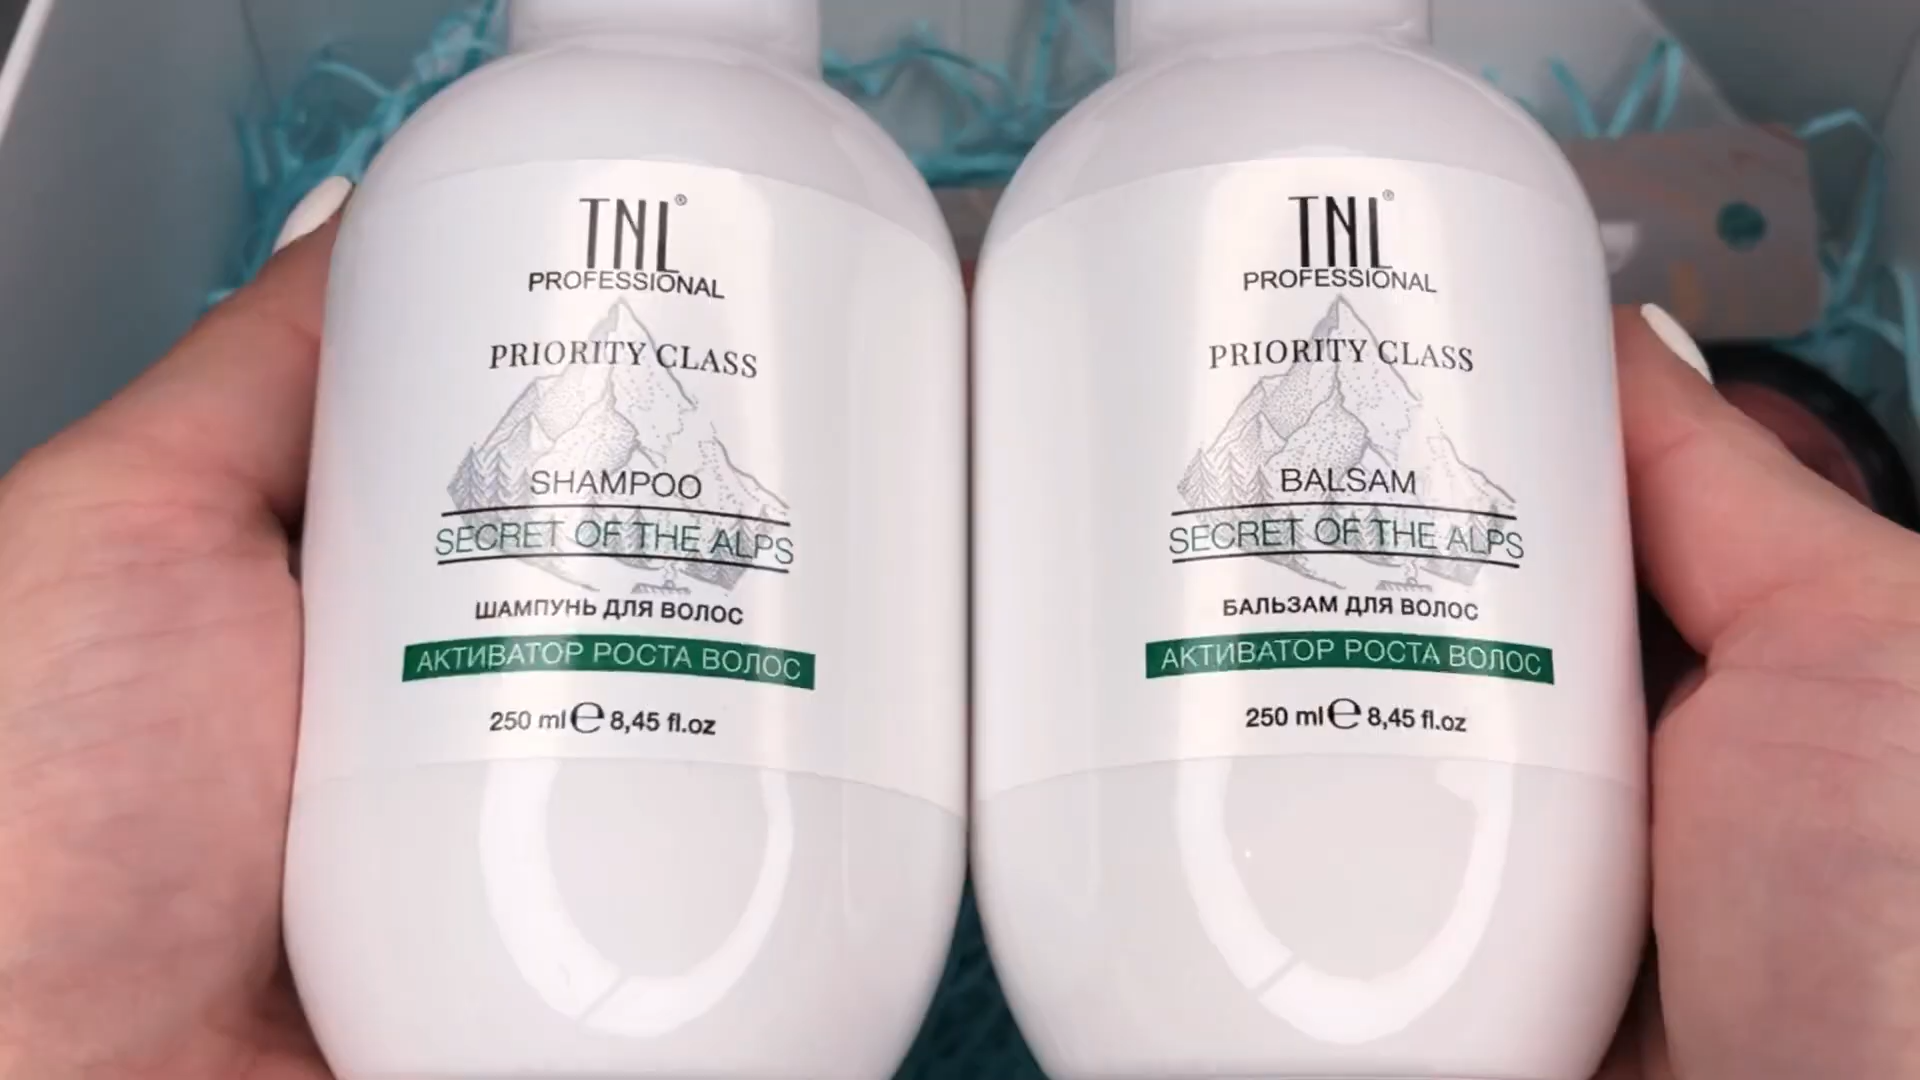 TNL®
PROFESSIONAL
PRIORITY CLASS
SHAMPOO
SECRET OF THE ALPS
ШАМПУНЬ ДЛЯ ВОЛОС
АКТИВАТОР РОСТА ВОЛОС
250 ml ℮ 8,45 fl.oz
TNL®
PROFESSIONAL
PRIORITY CLASS
BALSAM
SECRET OF THE ALPS
БАЛЬЗАМ ДЛЯ ВОЛОС
АКТИВАТОР РОСТА ВОЛОС
250 ml ℮ 8,45 fl.oz